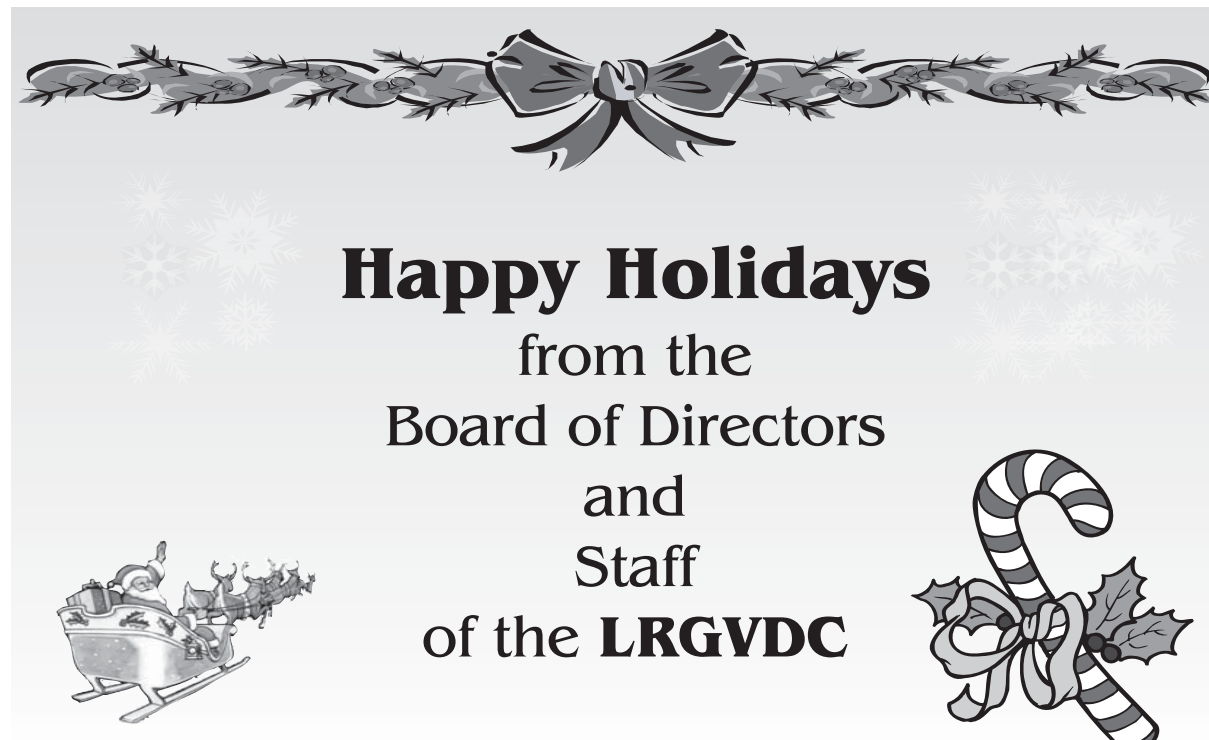 Happy Holidays
from the
Board of Directors
and
Staff
of the LRGVDC